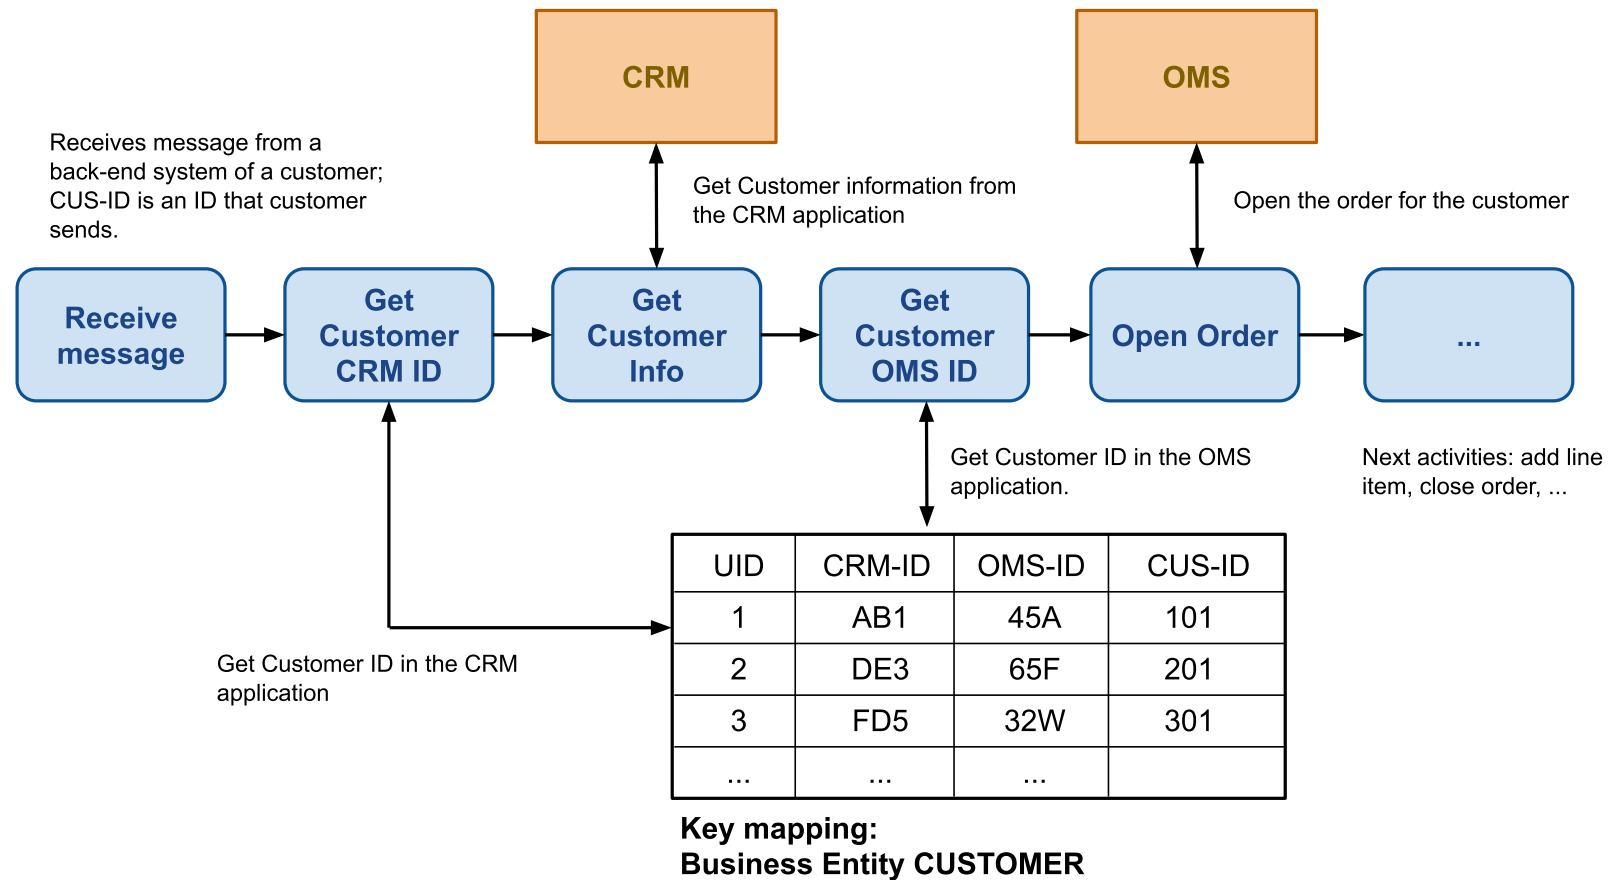 CRM
OMS
Receives message from a
back-end system of a customer;
CUS-ID is an ID that customer
sends.
Get Customer information from
the CRM application
Open the order for the customer
Receive
message
Get
Customer
CRM ID
Get
Customer
Info
Get
Customer
OMS ID
Open Order
...
Get Customer ID in the OMS
application.
Next activities: add line
item, close order, ...
Get Customer ID in the CRM
application
UID CRM-ID OMS-ID CUS-ID
1 AB1 45A 101
2 DE3 65F 201
3 FD5 32W 301
... ... ...
Key mapping:
Business Entity CUSTOMER